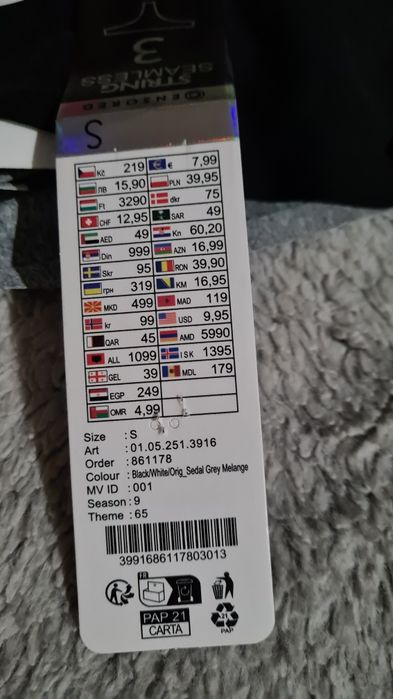 3
STRING
SEAMLESS
CENSORED
S
Kč 219 € 7,99
ЛВ 15,90 PLN 39,95
Ft 3290 dkr 75
CHF 12,95 SAR 49
AED 49 Kn 60,20
Din 999 AZN 16,99
Skr 95 RON 39,90
грн 319 KM 16,95
MKD 499 MAD 119
kr 99 USD 9,95
QAR 45 AMD 5990
ALL 1099 ISK 1395
GEL 39 MDL 179
EGP 249
OMR 4,99
Size : S
Art : 01.05.251.3916
Order : 861178
Colour : Black/White/Orig_Sedal Grey Melange
MV ID : 001
Season : 9
Theme : 65
3991686117803013
FR
PAP 21
CARTA
21
PAP